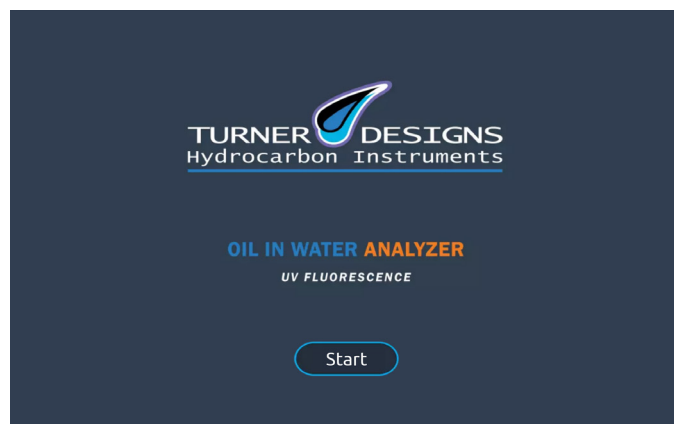 TURNER DESIGNS
Hydrocarbon Instruments
OIL IN WATER ANALYZER
UV FLUORESCENCE
Start